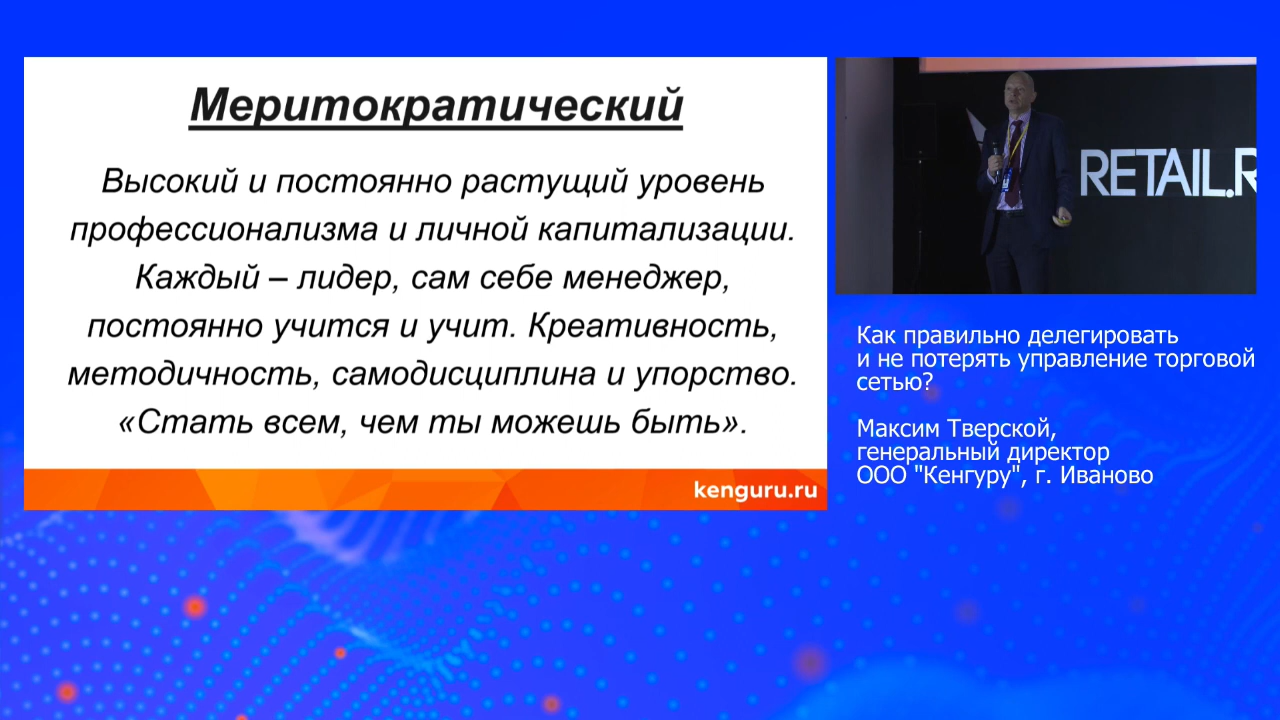 Меритократический
Высокий и постоянно растущий уровень
профессионализма и личной капитализации.
Каждый – лидер, сам себе менеджер,
постоянно учится и учит. Креативность,
методичность, самодисциплина и упорство.
«Стать всем, чем ты можешь быть».
kenguru.ru
RETAIL.R
Как правильно делегировать
и не потерять управление торговой
сетью?
Максим Тверской,
генеральный директор
ООО "Кенгуру", г. Иваново